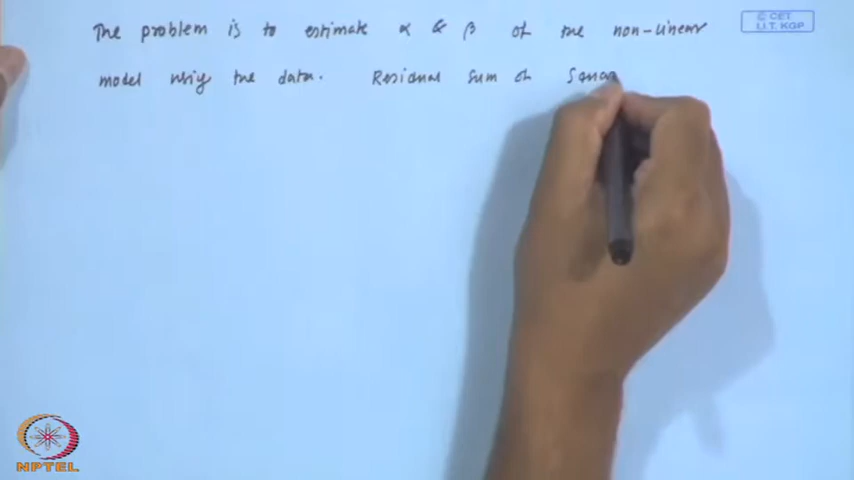 The problem is to estimate α & β of the non-linear
model using the data. Residual Sum of Squar
© CET
I.I.T. KGP
NPTEL